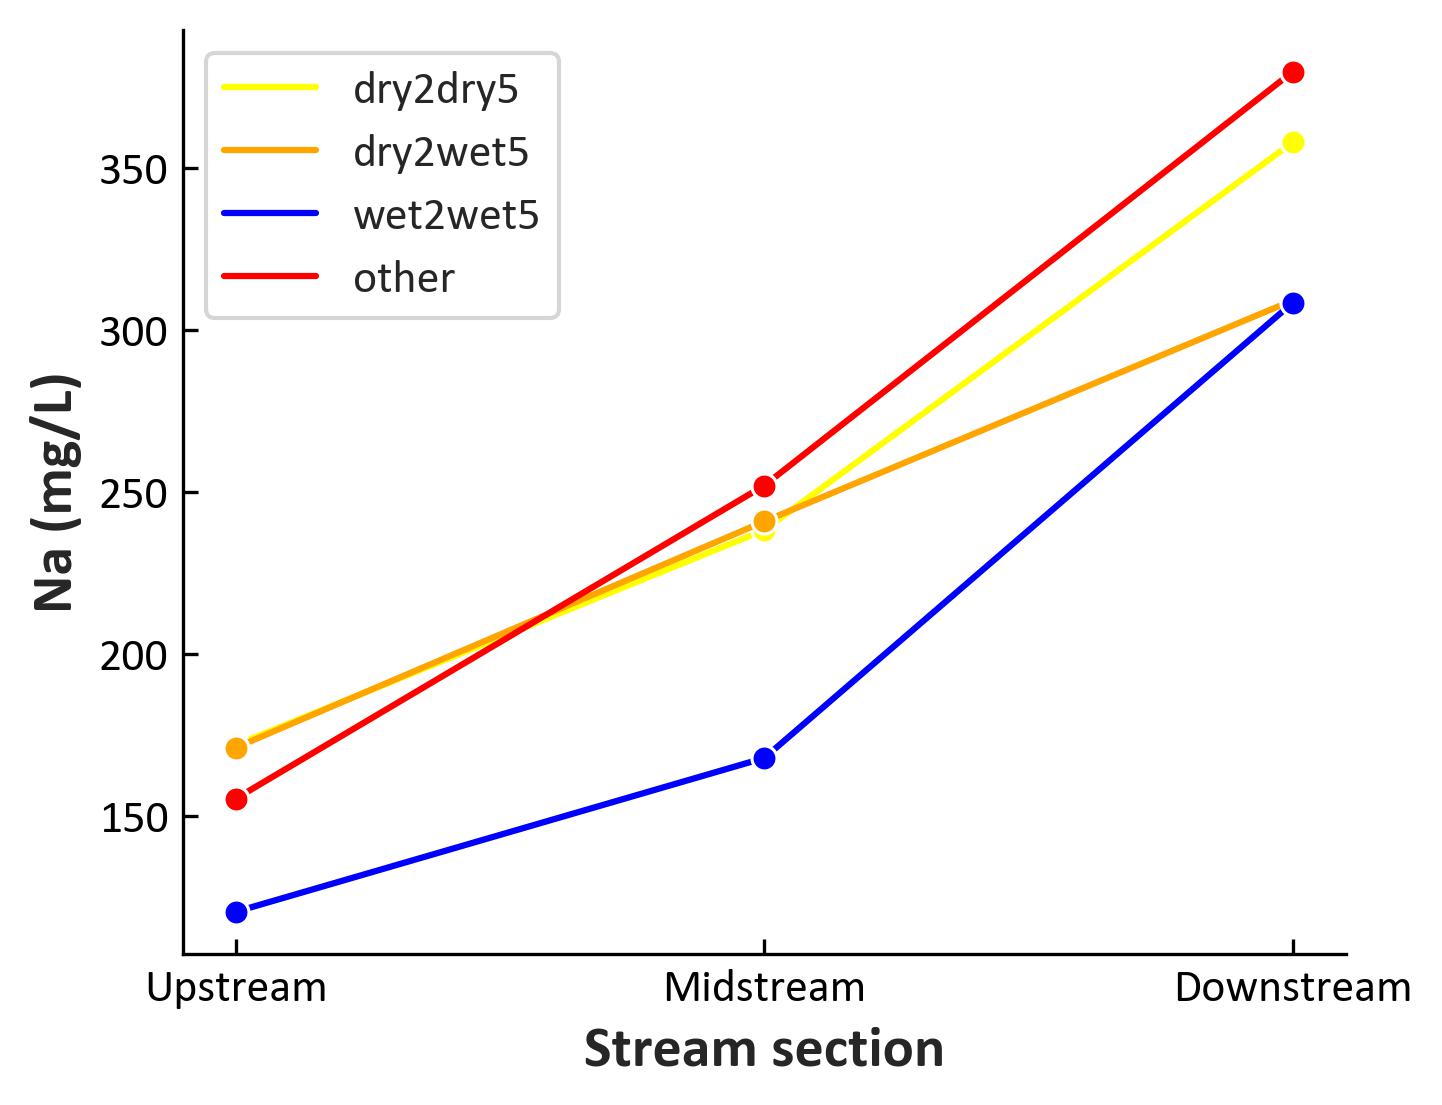 dry2dry5
dry2wet5
wet2wet5
other
350
300
250
200
150
Na (mg/L)
Upstream Midstream Downstream
Stream section